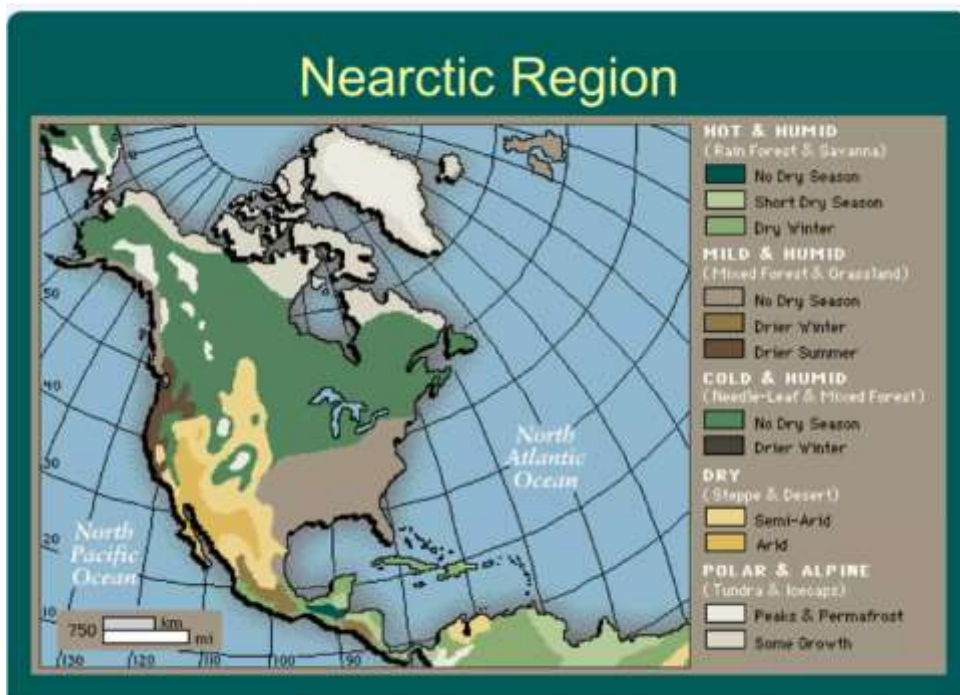 Nearctic Region
HOT & HUMID
(Rain Forest & Savanna)
No Dry Season
Short Dry Season
Dry Winter
MILD & HUMID
(Mixed Forest & Grassland)
No Dry Season
Drier Winter
Drier Summer
COLD & HUMID
(Needle-Leaf & Mixed Forest)
No Dry Season
Drier Winter
DRY
(Steppe & Desert)
Semi-Arid
Arid
POLAR & ALPINE
(Tundra & Icecaps)
Peaks & Permafrost
Some Growth
50
40
30
20
10
North
Atlantic
Ocean
North
Pacific
Ocean
750 km
mi
130 120 110 100 90